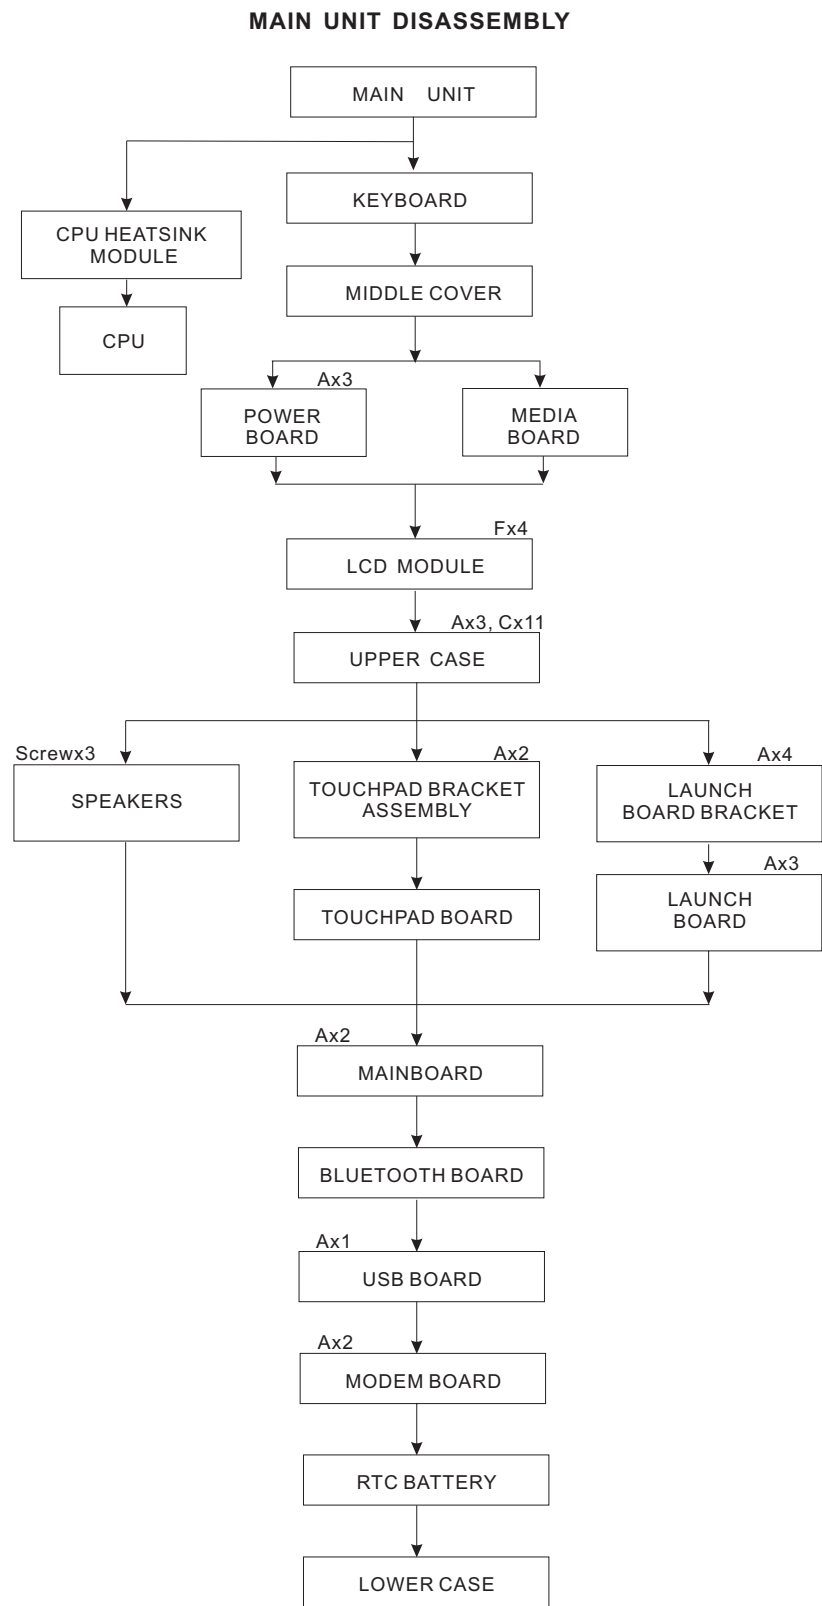 MAIN UNIT DISASSEMBLY
MAIN UNIT
KEYBOARD
CPU HEATSINK
MODULE
MIDDLE COVER
CPU
Ax3
POWER
BOARD
MEDIA
BOARD
Fx4
LCD MODULE
Ax3, Cx11
UPPER CASE
Screwx3
SPEAKERS
Ax2
TOUCHPAD BRACKET
ASSEMBLY
Ax4
LAUNCH
BOARD BRACKET
TOUCHPAD BOARD
Ax3
LAUNCH
BOARD
Ax2
MAINBOARD
BLUETOOTH BOARD
Ax1
USB BOARD
Ax2
MODEM BOARD
RTC BATTERY
LOWER CASE